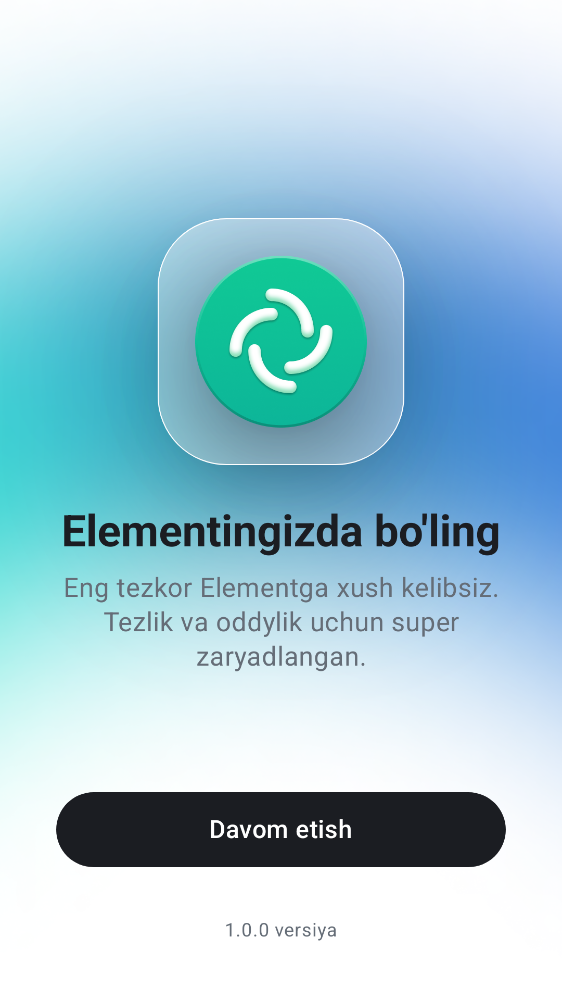 Elementingizda bo'ling
Eng tezkor Elementga xush kelibsiz.
Tezlik va oddylik uchun super
zaryadlangan.
Davom etish
1.0.0 versiya